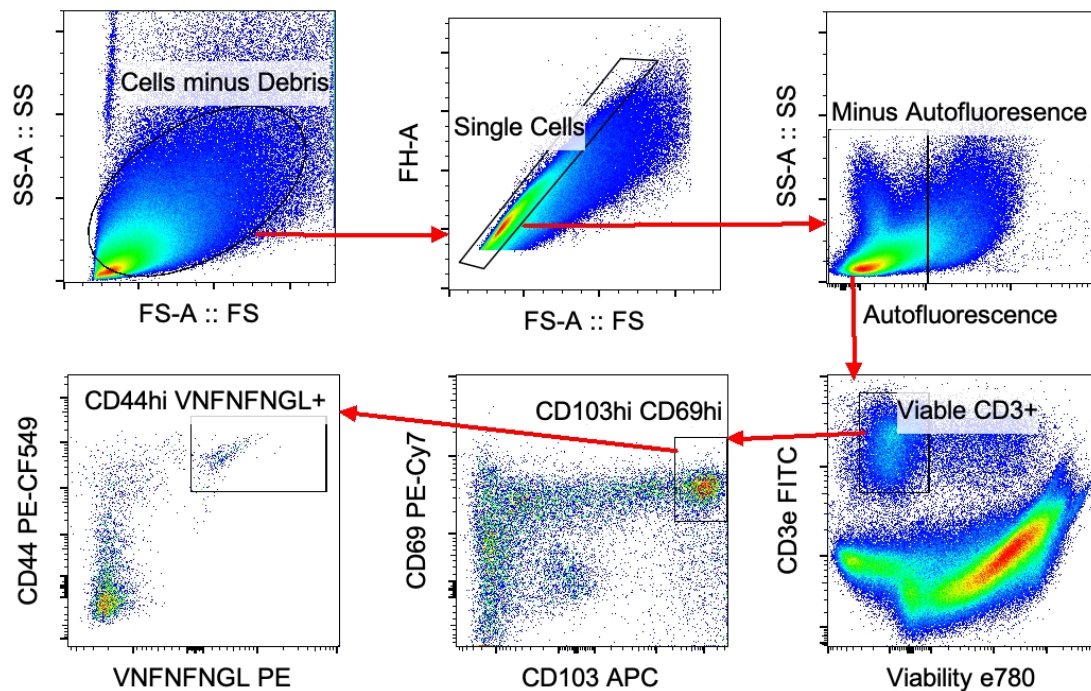 SS-A :: SS
Cells minus Debris
FS-A :: FS
FH-A
Single Cells
FS-A :: FS
SS-A :: SS
Minus Autofluoresence
Autofluorescence
CD44 PE-CF549
CD44hi VNFNFNGL+
VNFNFNGL PE
CD69 PE-Cy7
CD103hi CD69hi
CD103 APC
CD3e FITC
Viable CD3+
Viability e780